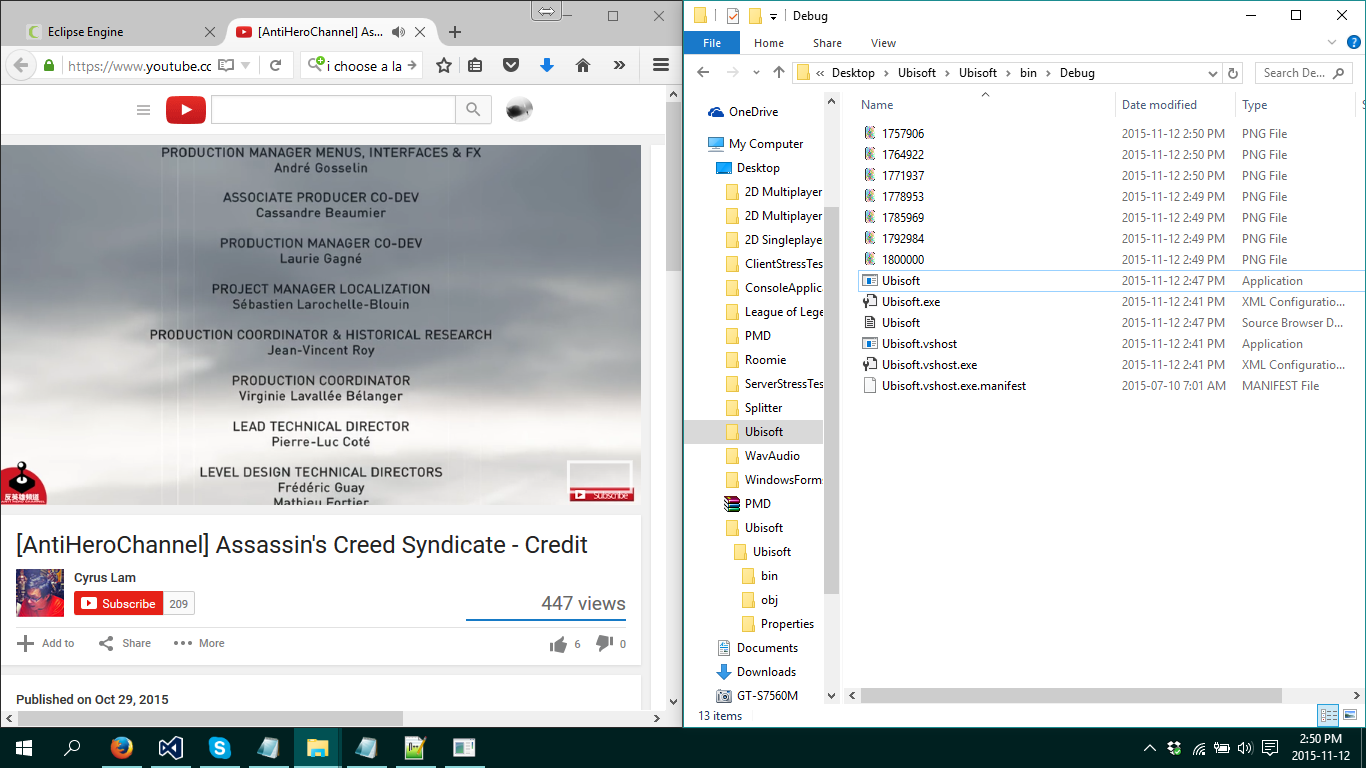 Eclipse Engine
[AntiHeroChannel] As...
https://www.youtube.cc
i choose a la
PRODUCTION MANAGER MENUS, INTERFACES & FX
André Gosselin
ASSOCIATE PRODUCER CO-DEV
Cassandre Beaumier
PRODUCTION MANAGER CO-DEV
Laurie Gagné
PROJECT MANAGER LOCALIZATION
Sébastien Larochelle-Blouin
PRODUCTION COORDINATOR & HISTORICAL RESEARCH
Jean-Vincent Roy
PRODUCTION COORDINATOR
Virginie Lavallée Bélanger
LEAD TECHNICAL DIRECTOR
Pierre-Luc Coté
LEVEL DESIGN TECHNICAL DIRECTORS
Frédéric Guay
Mathieu Fortier
反英雄頻道
Subscribe
[AntiHeroChannel] Assassin's Creed Syndicate - Credit
Cyrus Lam
Subscribe 209
447 views
Add to Share More 6 0
Published on Oct 29, 2015
Debug
File Home Share View
« Desktop Ubisoft Ubisoft bin Debug
Search De...
OneDrive
My Computer
Desktop
2D Multiplayer
2D Multiplayer
2D Singleplaye
ClientStressTes
ConsoleApplic
League of Lege
PMD
Roomie
ServerStressTes
Splitter
Ubisoft
WavAudio
WindowsForm
PMD
Ubisoft
Ubisoft
bin
obj
Properties
Documents
Downloads
GT-S7560M
Name Date modified Type S
1757906 2015-11-12 2:50 PM PNG File
1764922 2015-11-12 2:50 PM PNG File
1771937 2015-11-12 2:50 PM PNG File
1778953 2015-11-12 2:49 PM PNG File
1785969 2015-11-12 2:49 PM PNG File
1792984 2015-11-12 2:49 PM PNG File
1800000 2015-11-12 2:49 PM PNG File
Ubisoft 2015-11-12 2:47 PM Application
Ubisoft.exe 2015-11-12 2:41 PM XML Configuratio...
Ubisoft 2015-11-12 2:47 PM Source Browser D...
Ubisoft.vshost 2015-11-12 2:41 PM Application
Ubisoft.vshost.exe 2015-11-12 2:41 PM XML Configuratio...
Ubisoft.vshost.exe.manifest 2015-07-10 7:01 AM MANIFEST File
13 items
2:50 PM
2015-11-12